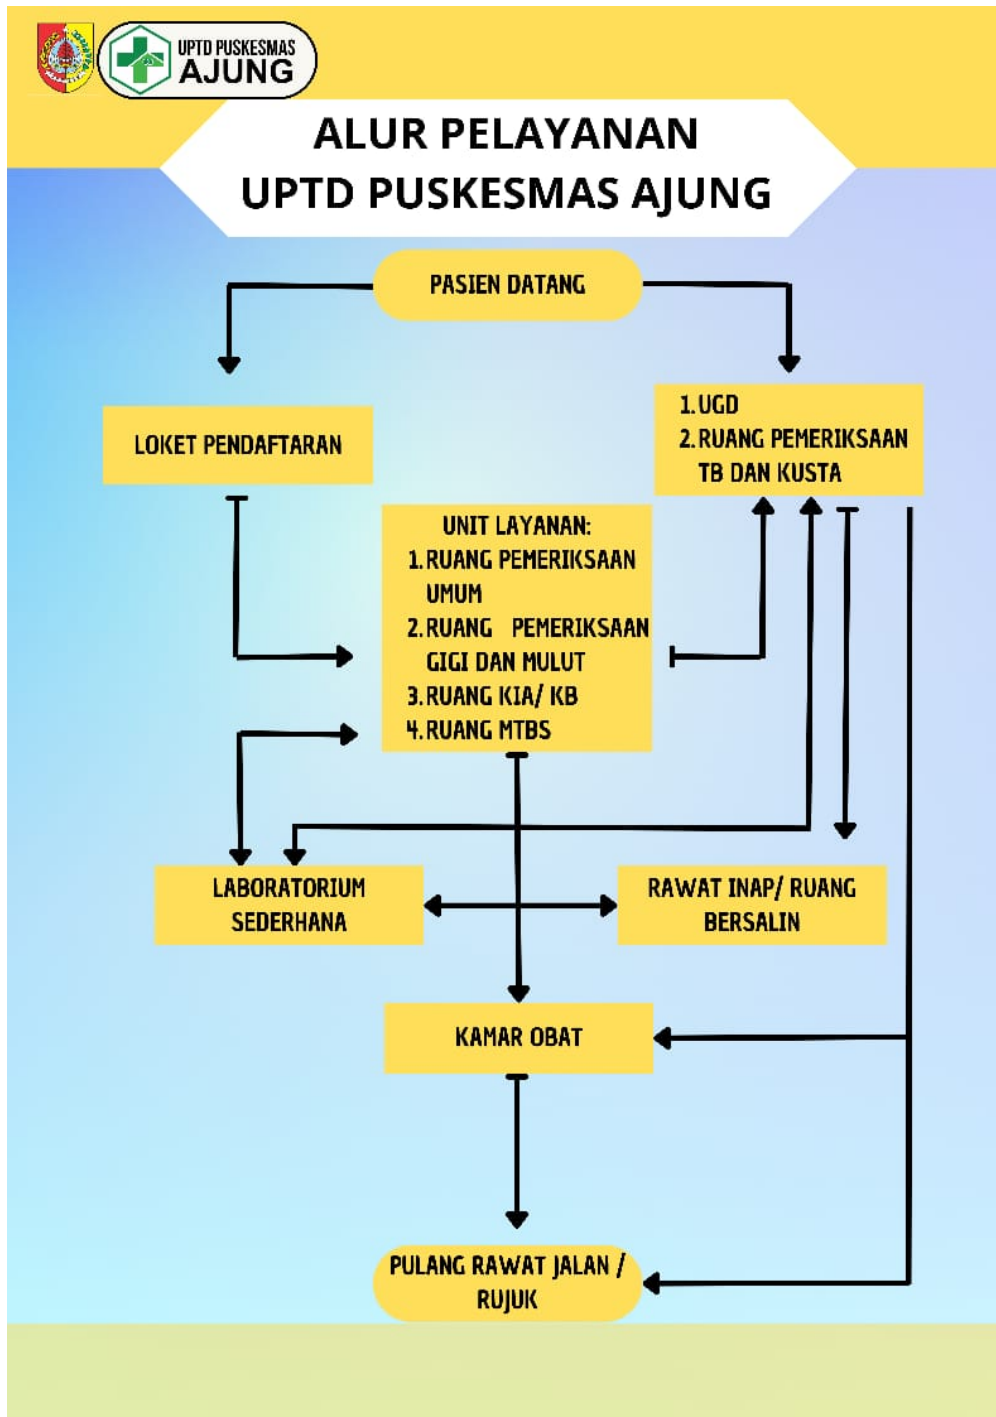 UPTD PUSKESMAS
AJUNG
ALUR PELAYANAN
UPTD PUSKESMAS AJUNG
PASIEN DATANG
LOKET PENDAFTARAN
1.UGD
2.RUANG PEMERIKSAAN
TB DAN KUSTA
UNIT LAYANAN:
1.RUANG PEMERIKSAAN
UMUM
2.RUANG PEMERIKSAAN
GIGI DAN MULUT
3.RUANG KIA/ KB
4.RUANG MTBS
LABORATORIUM
SEDERHANA
RAWAT INAP/ RUANG
BERSALIN
KAMAR OBAT
PULANG RAWAT JALAN /
RUJUK